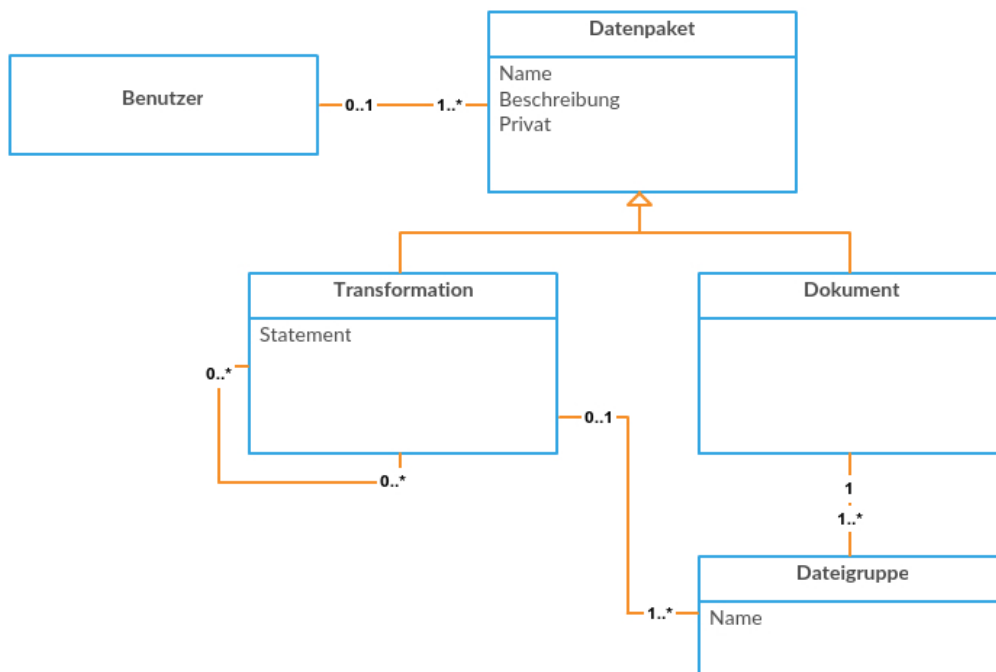 Datenpaket
Name
Beschreibung
Privat
Benutzer
0..1
1..*
Transformation
Statement
0..*
0..*
0..1
Dokument
1
1..*
Dateigruppe
Name
1..*